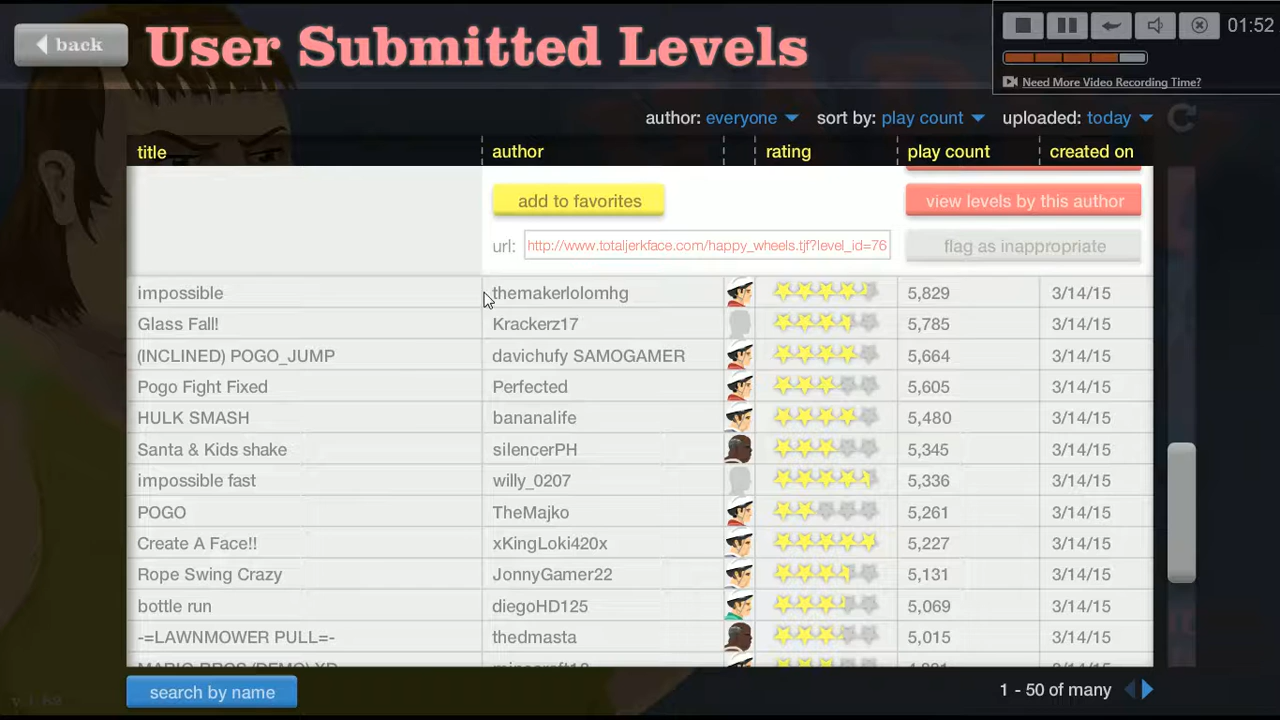 back
User Submitted Levels
01:52
Need More Video Recording Time?
author: everyone sort by: play count uploaded: today
title author rating play count created on
add to favorites view levels by this author
url: http://www.totaljerkface.com/happy_wheels.tjf?level_id=76 flag as inappropriate
impossible themakerlolomhg 5,829 3/14/15
Glass Fall! Krackerz17 5,785 3/14/15
(INCLINED) POGO_JUMP davichufy SAMOGAMER 5,664 3/14/15
Pogo Fight Fixed Perfected 5,605 3/14/15
HULK SMASH bananalife 5,480 3/14/15
Santa & Kids shake silencerPH 5,345 3/14/15
impossible fast willy_0207 5,336 3/14/15
POGO TheMajko 5,261 3/14/15
Create A Face!! xKingLoki420x 5,227 3/14/15
Rope Swing Crazy JonnyGamer22 5,131 3/14/15
bottle run diegoHD125 5,069 3/14/15
-=LAWNMOWER PULL=- thedmasta 5,015 3/14/15
search by name 1 - 50 of many